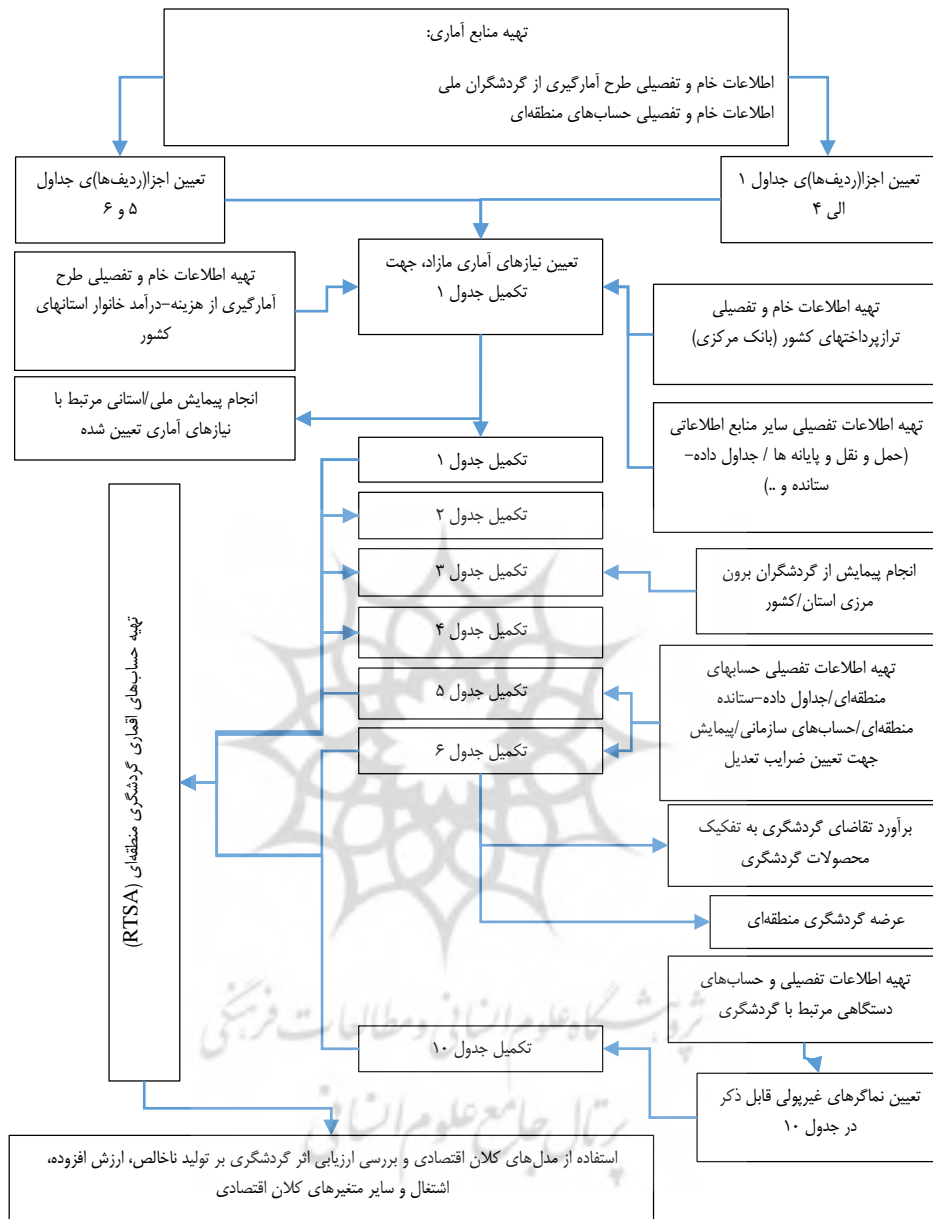 تهیه منابع آماری:
اطلاعات خام و تفصیلی طرح آمارگیری از گردشگران ملی
اطلاعات خام و تفصیلی حساب‌های منطقه‌ای
تعیین اجزا(ردیف‌ها)ی جداول ۱
الی ۴
تعیین اجزا(ردیف‌ها)ی جداول
۵ و ۶
تعیین نیازهای آماری مازاد، جهت
تکمیل جدول ۱
تهیه اطلاعات خام و تفصیلی طرح
آمارگیری از هزینه-درآمد خانوار استانهای
کشور
تهیه اطلاعات خام و تفصیلی
ترازپرداختهای کشور (بانک مرکزی)
انجام پیمایش ملی/استانی مرتبط با
نیازهای آماری تعیین شده
تهیه اطلاعات تفصیلی سایر منابع اطلاعاتی
(حمل و نقل و پایانه ها / جداول داده-
ستانده و ..)
تکمیل جدول ۱
تکمیل جدول ۲
تکمیل جدول ۳
انجام پیمایش از گردشگران برون
مرزی استان/کشور
تکمیل جدول ۴
تکمیل جدول ۵
تکمیل جدول ۶
تهیه اطلاعات تفصیلی حسابهای
منطقه‌ای/جداول داده-ستانده
منطقه‌ای/حساب‌های سازمانی/پیمایش
جهت تعیین ضرایب تعدیل
برآورد تقاضای گردشگری به تفکیک
محصولات گردشگری
عرضه گردشگری منطقه‌ای
تهیه اطلاعات تفصیلی و حساب‌های
دستگاهی مرتبط با گردشگری
تکمیل جدول ۱۰
تعیین نماگرهای غیرپولی قابل ذکر
در جدول ۱۰
تهیه حساب‌های اقماری گردشگری منطقه‌ای (RTSA)
استفاده از مدل‌های کلان اقتصادی و بررسی ارزیابی اثر گردشگری بر تولید ناخالص، ارزش افزوده،
اشتغال و سایر متغیرهای کلان اقتصادی
پژوهشگاه علوم انسانی و مطالعات فرهنگی
پرتال جامع علوم انسانی